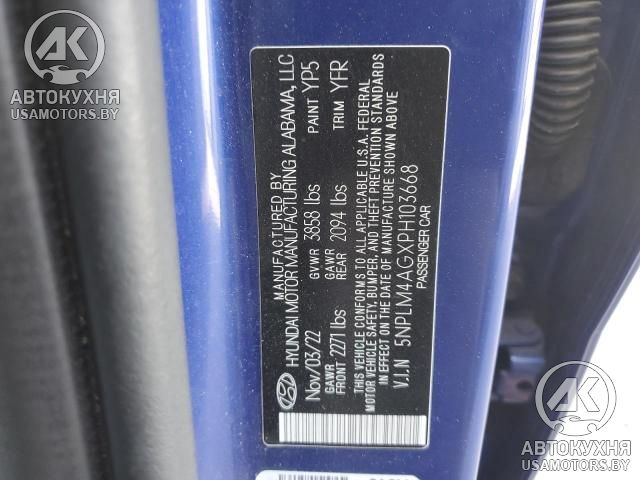 АВТОКУХНЯ
USAMOTORS.BY
MANUFACTURED BY
HYUNDAI MOTOR MANUFACTURING ALABAMA, LLC
Nov/03/22 GVWR 3858 lbs PAINT YP5
GAWR FRONT 2271 lbs GAWR REAR 2094 lbs TRIM YFR
THIS VEHICLE CONFORMS TO ALL APPLICABLE U.S.A. FEDERAL
MOTOR VEHICLE SAFETY, BUMPER, AND THEFT PREVENTION STANDARDS
IN EFFECT ON THE DATE OF MANUFACTURE SHOWN ABOVE
V.I.N 5NPLM4AGXPH103668
PASSENGER CAR
АВТОКУХНЯ
USAMOTORS.BY